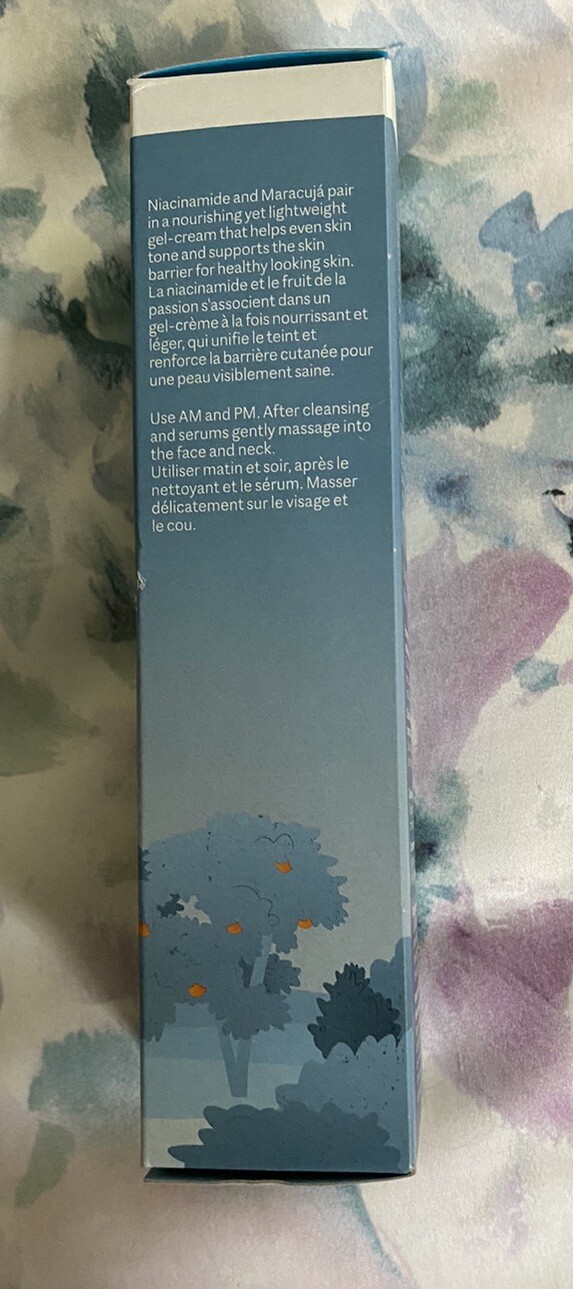 Niacinamide and Maracujá pair
in a nourishing yet lightweight
gel-cream that helps even skin
tone and supports the skin
barrier for healthy looking skin.
La niacinamide et le fruit de la
passion s'associent dans un
gel-crème à la fois nourrissant et
léger, qui unifie le teint et
renforce la barrière cutanée pour
une peau visiblement saine.
Use AM and PM. After cleansing
and serums gently massage into
the face and neck.
Utiliser matin et soir, après le
nettoyant et le sérum. Masser
délicatement sur le visage et
le cou.